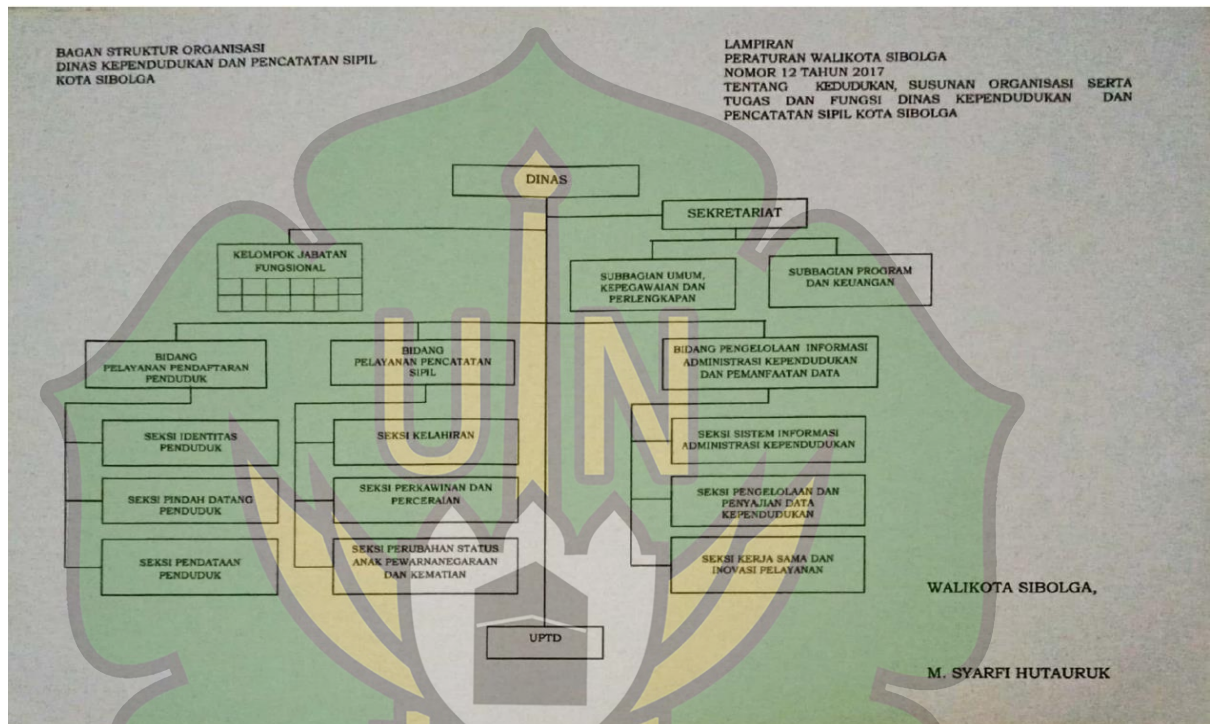 BAGAN STRUKTUR ORGANISASI
DINAS KEPENDUDUKAN DAN PENCATATAN SIPIL
KOTA SIBOLGA
LAMPIRAN
PERATURAN WALIKOTA SIBOLGA
NOMOR 12 TAHUN 2017
TENTANG KEDUDUKAN, SUSUNAN ORGANISASI SERTA
TUGAS DAN FUNGSI DINAS KEPENDUDUKAN DAN
PENCATATAN SIPIL KOTA SIBOLGA
DINAS
SEKRETARIAT
KELOMPOK JABATAN
FUNGSIONAL
SUBBAGIAN UMUM,
KEPEGAWAIAN DAN
PERLENGKAPAN
SUBBAGIAN PROGRAM
DAN KEUANGAN
BIDANG
PELAYANAN PENDAFTARAN
PENDUDUK
BIDANG
PELAYANAN PENCATATAN
SIPIL
BIDANG PENGELOLAAN INFORMASI
ADMINISTRASI KEPENDUDUKAN
DAN PEMANFAATAN DATA
SEKSI IDENTITAS
PENDUDUK
SEKSI KELAHIRAN
SEKSI SISTEM INFORMASI
ADMINISTRASI KEPENDUDUKAN
SEKSI PINDAH DATANG
PENDUDUK
SEKSI PERKAWINAN DAN
PERCERAIAN
SEKSI PENGELOLAAN DAN
PENYAJIAN DATA
KEPENDUDUKAN
SEKSI PENDATAAN
PENDUDUK
SEKSI PERUBAHAN STATUS
ANAK PEWARNANEGARAAN
DAN KEMATIAN
SEKSI KERJA SAMA DAN
INOVASI PELAYANAN
UPTD
WALIKOTA SIBOLGA,
M. SYARFI HUTAURUK
UIN